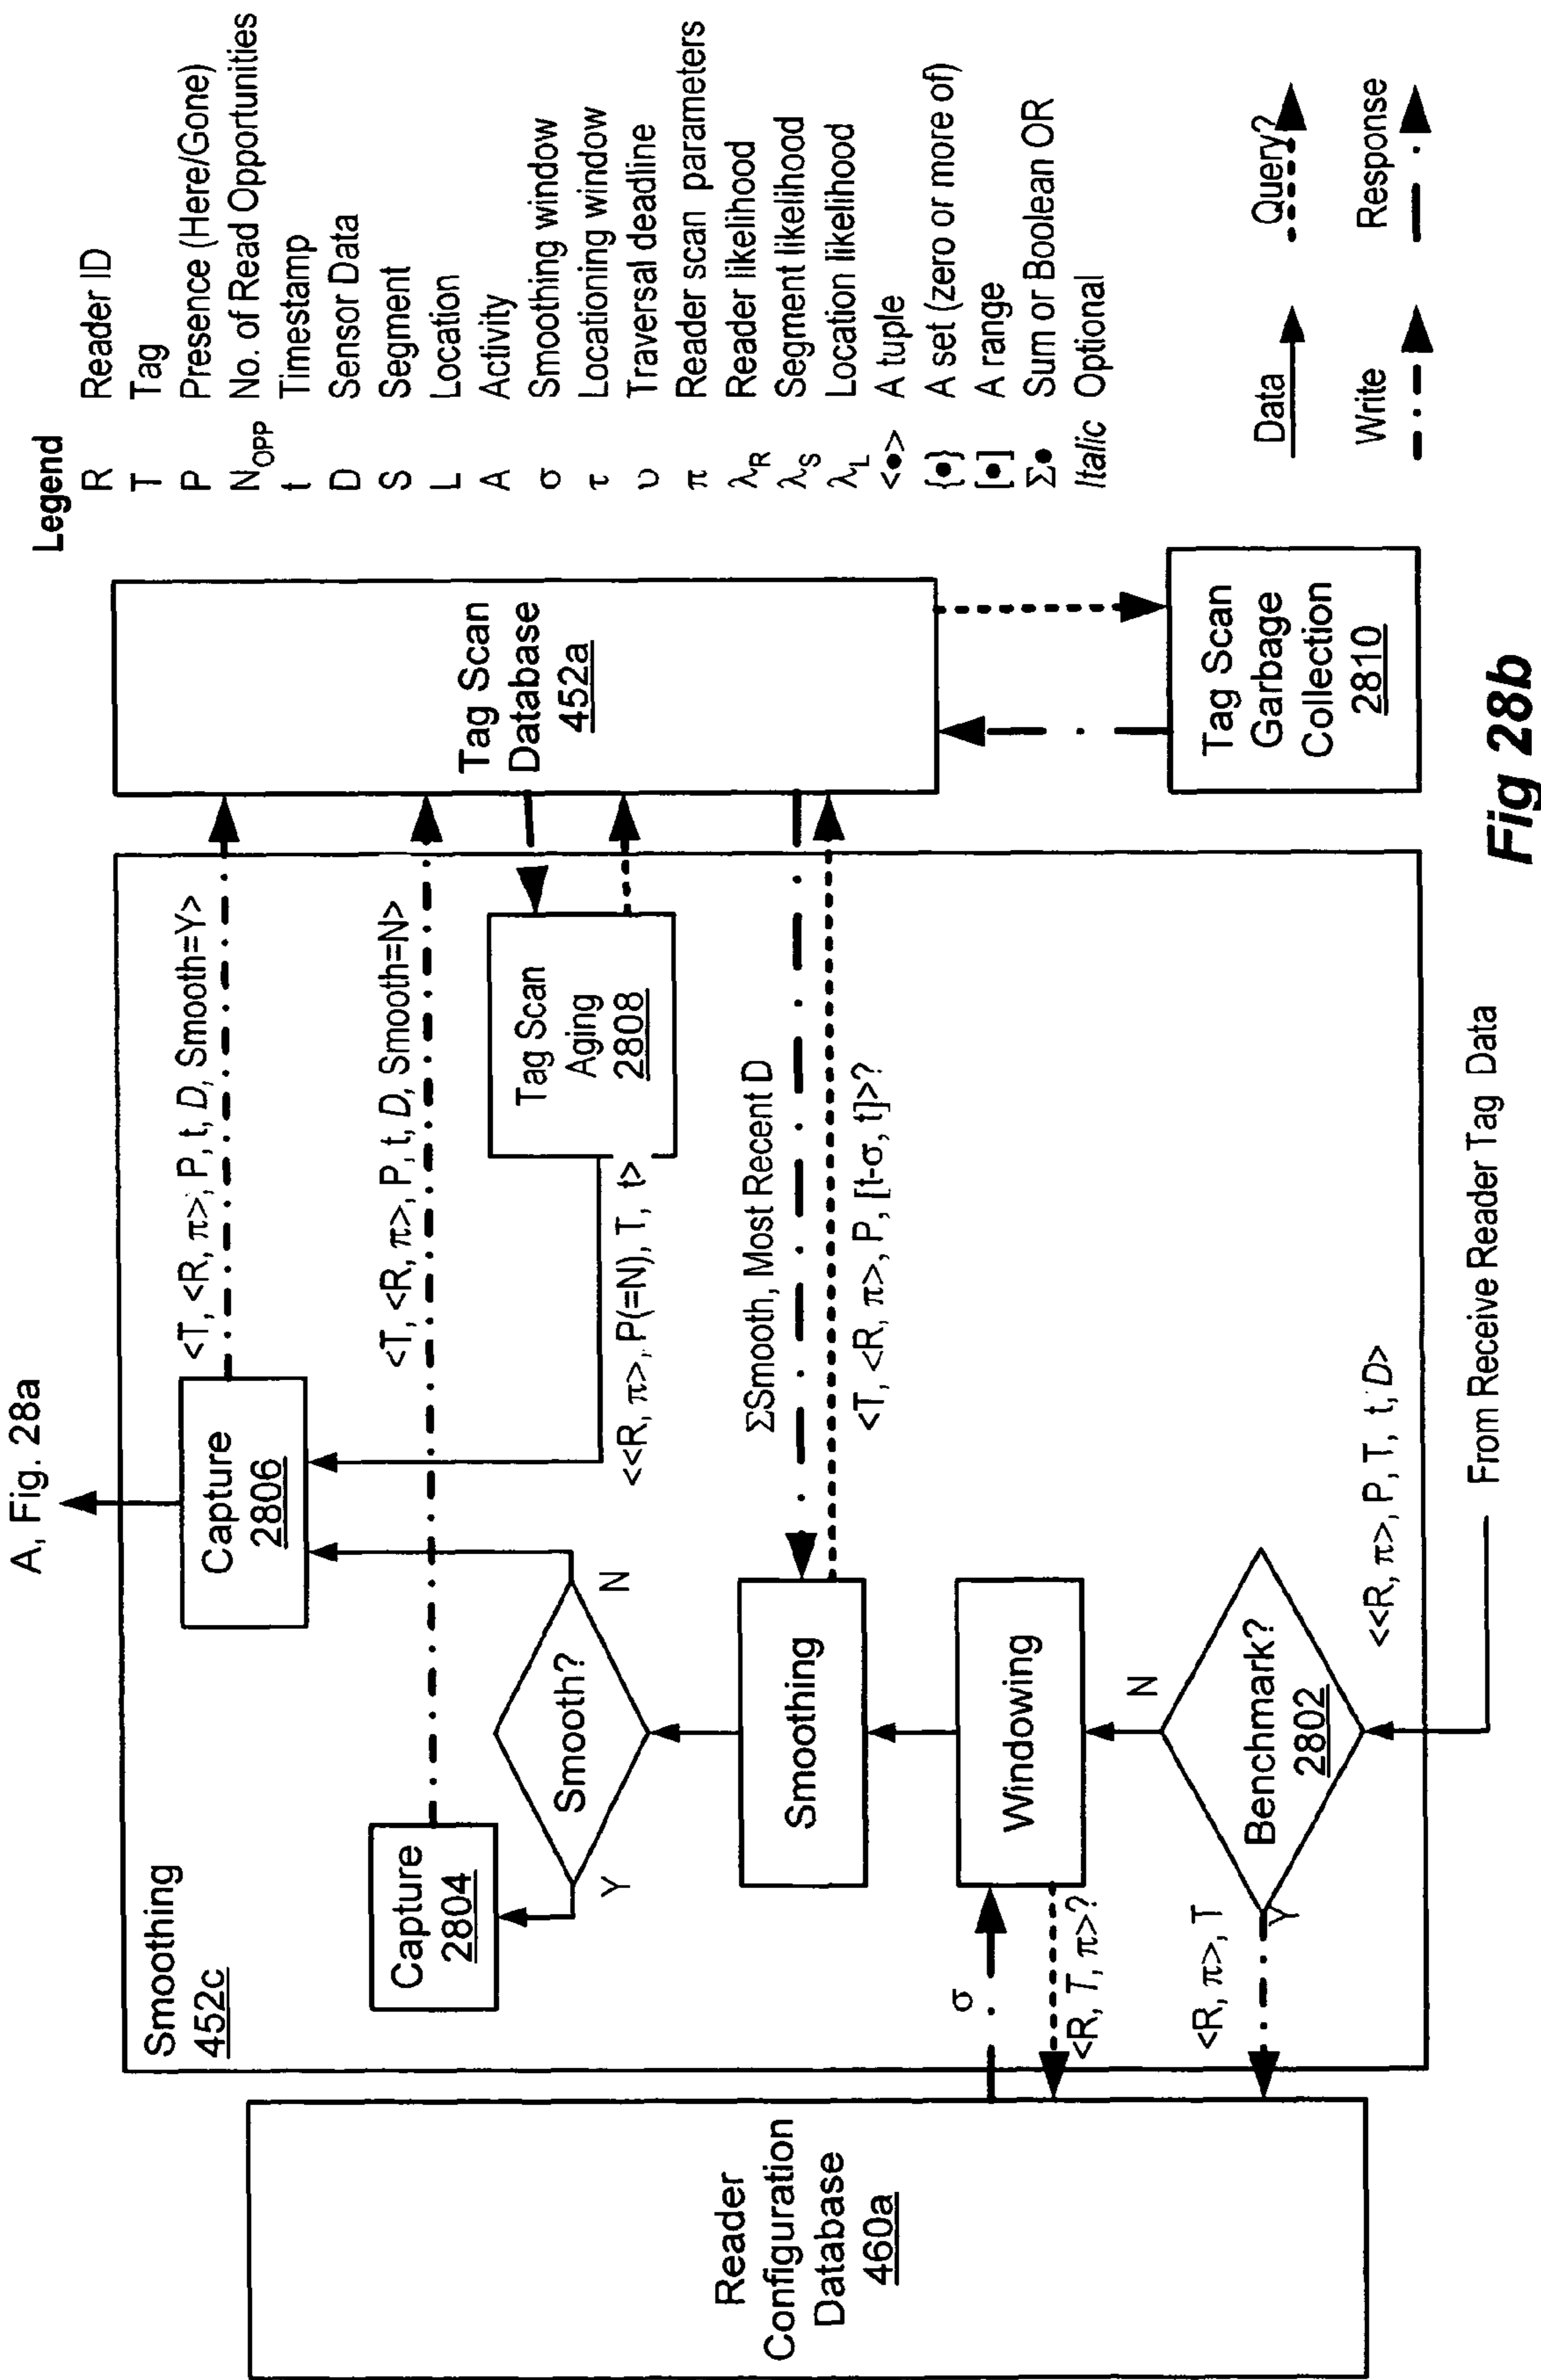 A, Fig. 28a
Smoothing
452c
Capture
2806
<T, <R, π>, P, t, D, Smooth=Y>
Capture
2804
<T, <R, π>, P, t, D, Smooth=N>
Smooth?
Y
N
Tag Scan
Aging
2808
<<R, π>, P(=N), T, t>
Smoothing
ΣSmooth, Most Recent D
<T, <R, π>, P, [t-σ, t]>?
Windowing
σ
<R, T, π>?
Benchmark?
2802
N
Y
<R, π>, T
<<R, π>, P, T, t, D>
From Receive Reader Tag Data
Reader
Configuration
Database
460a
Tag Scan
Database
452a
Tag Scan
Garbage
Collection
2810
Legend
R Reader ID
T Tag
P Presence (Here/Gone)
NOPP No. of Read Opportunities
t Timestamp
D Sensor Data
S Segment
L Location
A Activity
σ Smoothing window
τ Locationing window
υ Traversal deadline
π Reader scan parameters
λR Reader likelihood
λS Segment likelihood
λL Location likelihood
<●> A tuple
{●} A set (zero or more of)
[●] A range
Σ● Sum or Boolean OR
Italic Optional
Data
Query?
Write
Response
Fig 28b